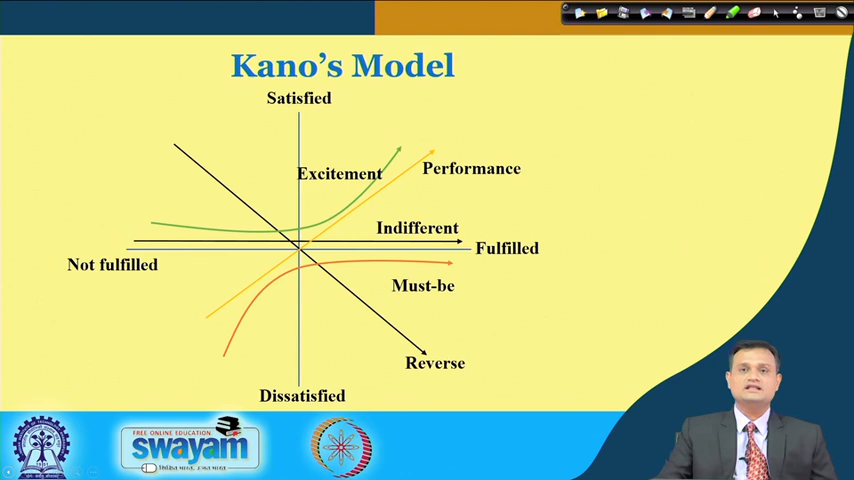 Kano's Model
Satisfied
Excitement
Performance
Indifferent
Fulfilled
Not fulfilled
Must-be
Reverse
Dissatisfied
FREE ONLINE EDUCATION
swayam